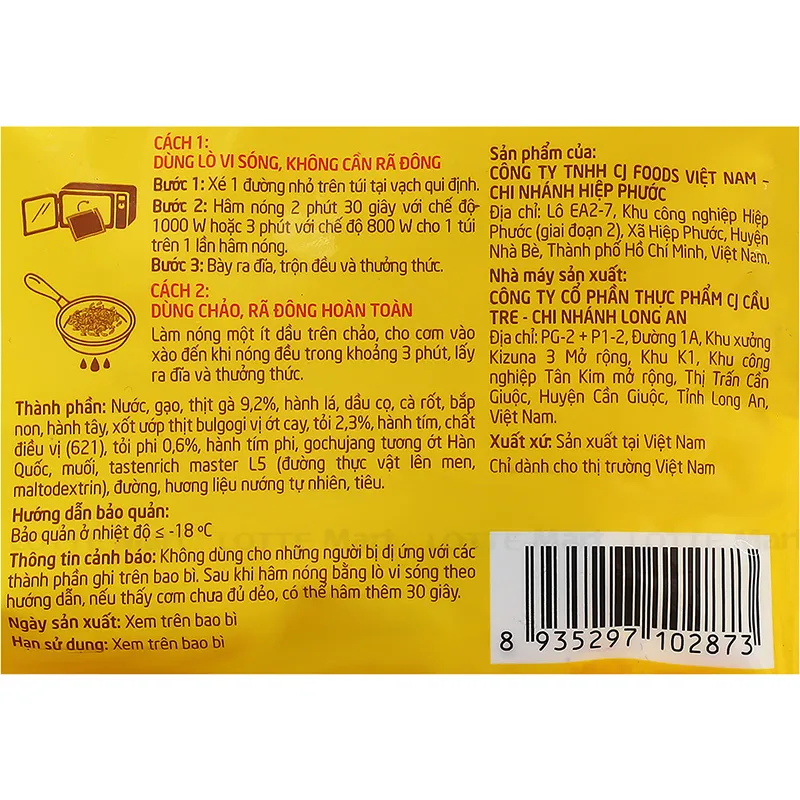 CÁCH 1:
DÙNG LÒ VI SÓNG, KHÔNG CẦN RÃ ĐÔNG
Bước 1: Xé 1 đường nhỏ trên túi tại vạch qui định.
Bước 2: Hâm nóng 2 phút 30 giây với chế độ
1000 W hoặc 3 phút với chế độ 800 W cho 1 túi
trên 1 lần hâm nóng.
Bước 3: Bày ra đĩa, trộn đều và thưởng thức.
CÁCH 2:
DÙNG CHẢO, RÃ ĐÔNG HOÀN TOÀN
Làm nóng một ít dầu trên chảo, cho cơm vào
xào đến khi nóng đều trong khoảng 3 phút, lấy
ra đĩa và thưởng thức.
Thành phần: Nước, gạo, thịt gà 9,2%, hành lá, dầu cọ, cà rốt, bắp
non, hành tây, xốt ướp thịt bulgogi vị ớt cay, tỏi 2,3%, hành tím, chất
điều vị (621), tỏi phi 0,6%, hành tím phi, gochujang tương ớt Hàn
Quốc, muối, tastenrich master L5 (đường thực vật lên men,
maltodextrin), đường, hương liệu nướng tự nhiên, tiêu.
Hướng dẫn bảo quản:
Bảo quản ở nhiệt độ ≤ -18 ºC
Thông tin cảnh báo: Không dùng cho những người bị dị ứng với các
thành phần ghi trên bao bì. Sau khi hâm nóng bằng lò vi sóng theo
hướng dẫn, nếu thấy cơm chưa đủ dẻo, có thể hâm thêm 30 giây.
Ngày sản xuất: Xem trên bao bì
Hạn sử dụng: Xem trên bao bì
Sản phẩm của:
CÔNG TY TNHH CJ FOODS VIỆT NAM -
CHI NHÁNH HIỆP PHƯỚC
Địa chỉ: Lô EA2-7, Khu công nghiệp Hiệp
Phước (giai đoạn 2), Xã Hiệp Phước, Huyện
Nhà Bè, Thành phố Hồ Chí Minh, Việt Nam.
Nhà máy sản xuất:
CÔNG TY CỔ PHẦN THỰC PHẨM CJ CẦU
TRE - CHI NHÁNH LONG AN
Địa chỉ: PG-2 + P1-2, Đường 1A, Khu xưởng
Kizuna 3 Mở rộng, Khu K1, Khu công
nghiệp Tân Kim mở rộng, Thị Trấn Cần
Giuộc, Huyện Cần Giuộc, Tỉnh Long An,
Việt Nam.
Xuất xứ: Sản xuất tại Việt Nam
Chỉ dành cho thị trường Việt Nam
LOTTE Mart LOTTE Mart LOTTE Mart
8 935297 102873